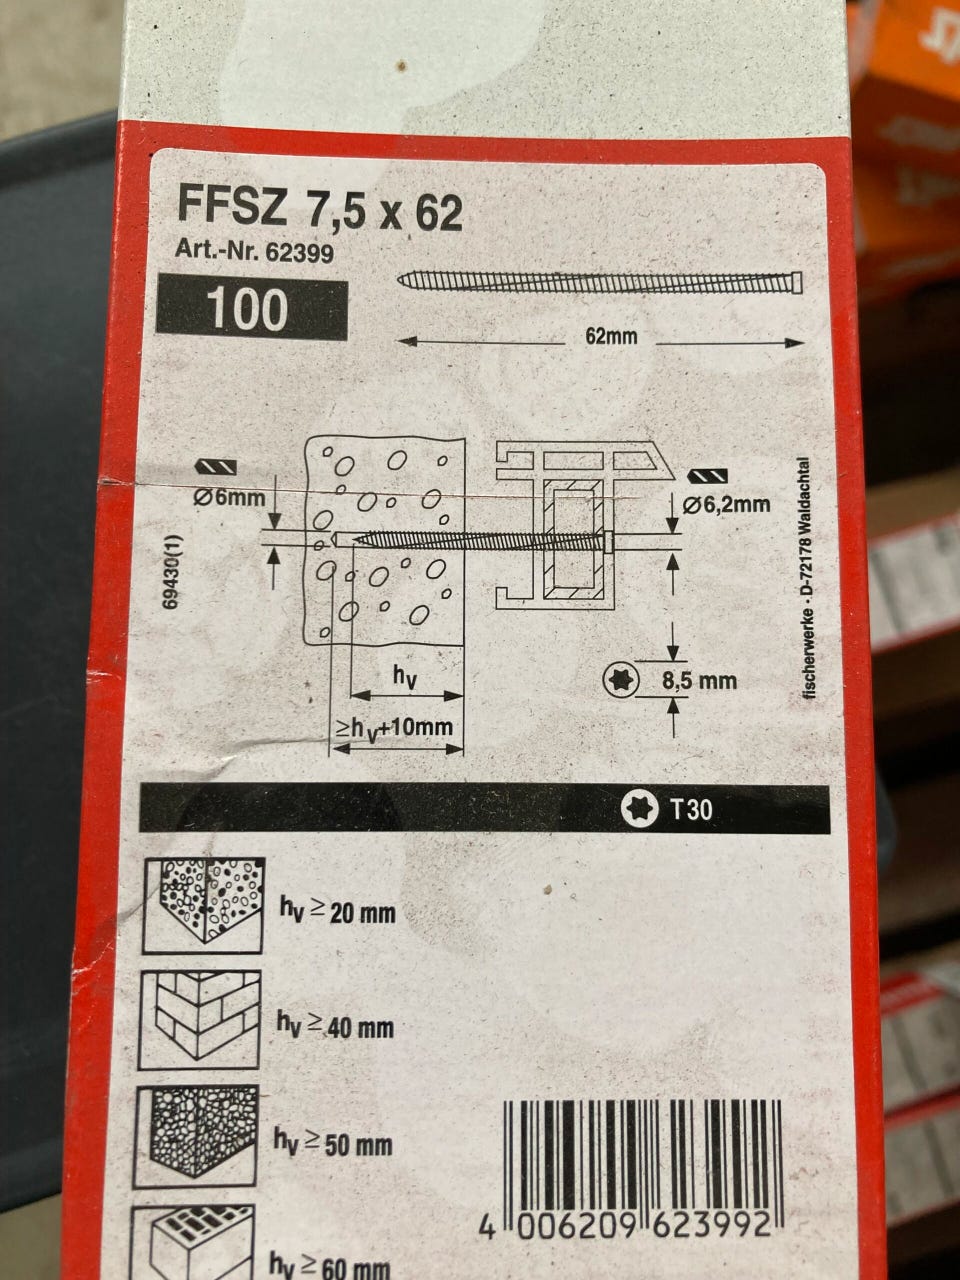 FFSZ 7,5 x 62
Art.-Nr. 62399
100
62mm
Ø6mm
Ø6,2mm
69430(1)
fischerwerke · D-72178 Waldachtal
hv
8,5 mm
≥hv+10mm
T30
hv ≥ 20 mm
hv ≥ 40 mm
hv ≥ 50 mm
hv ≥ 60 mm
4 006209 623992